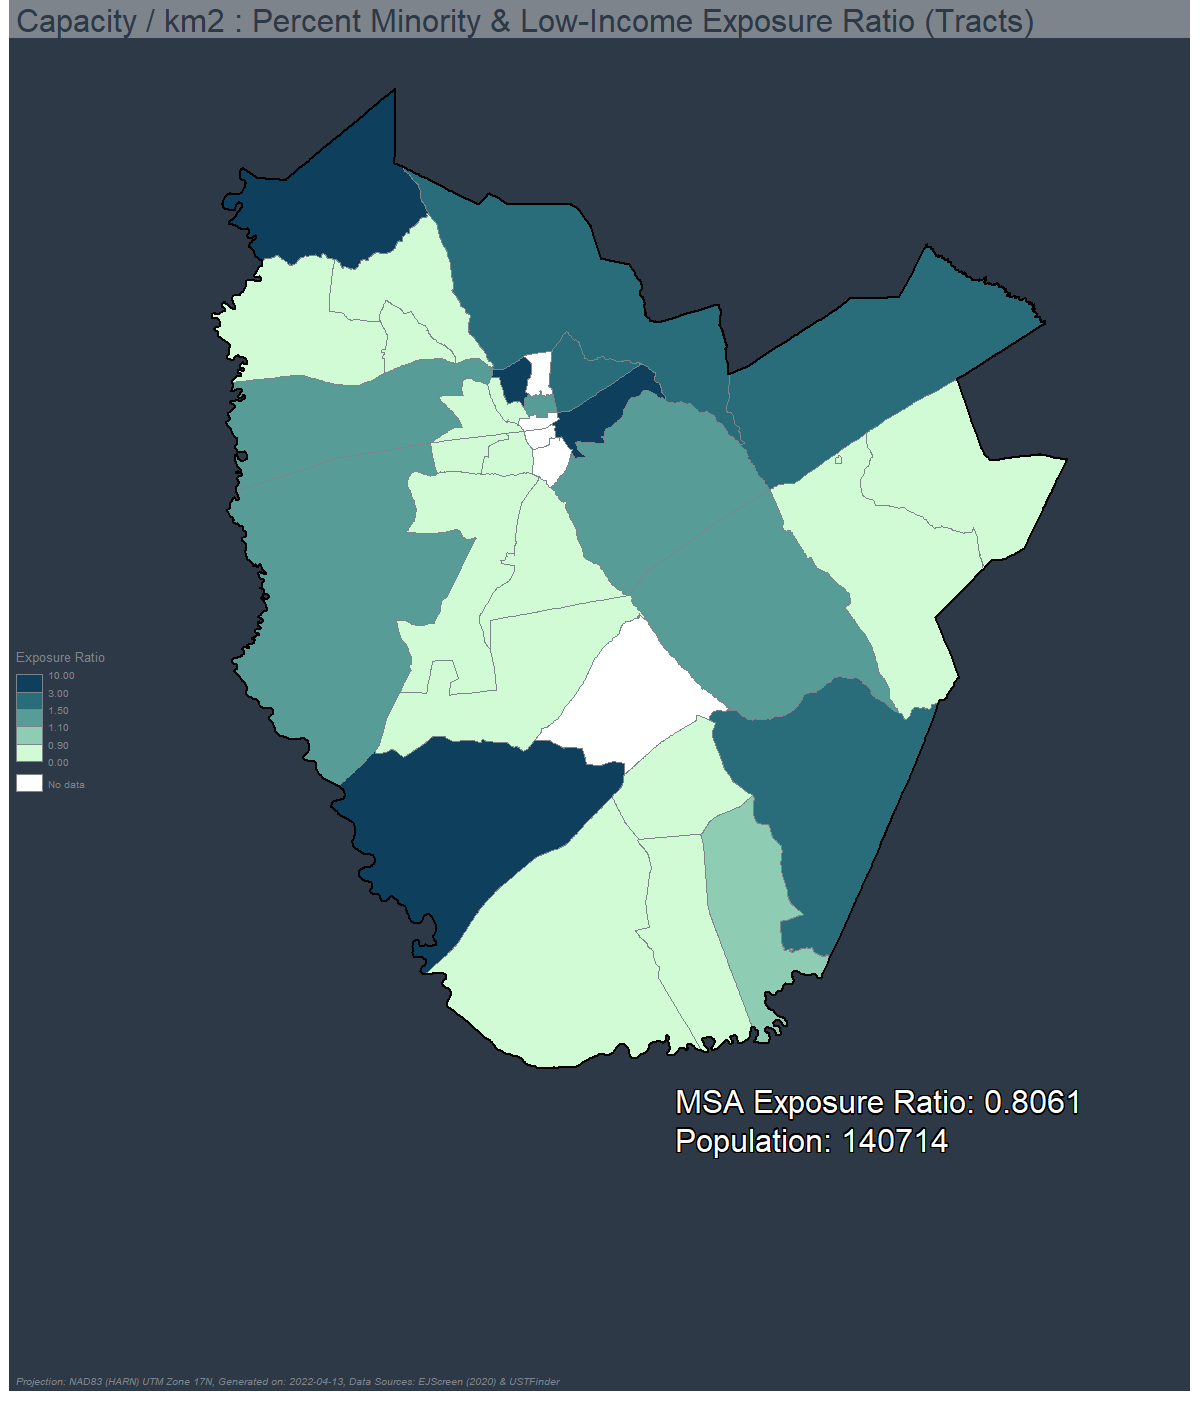 Capacity / km2 : Percent Minority & Low-Income Exposure Ratio (Tracts)
Exposure Ratio
10.00
3.00
1.50
1.10
0.90
0.00
No data
MSA Exposure Ratio: 0.8061
Population: 140714
Projection: NAD83 (HARN) UTM Zone 17N, Generated on: 2022-04-13, Data Sources: EJScreen (2020) & USTFinder